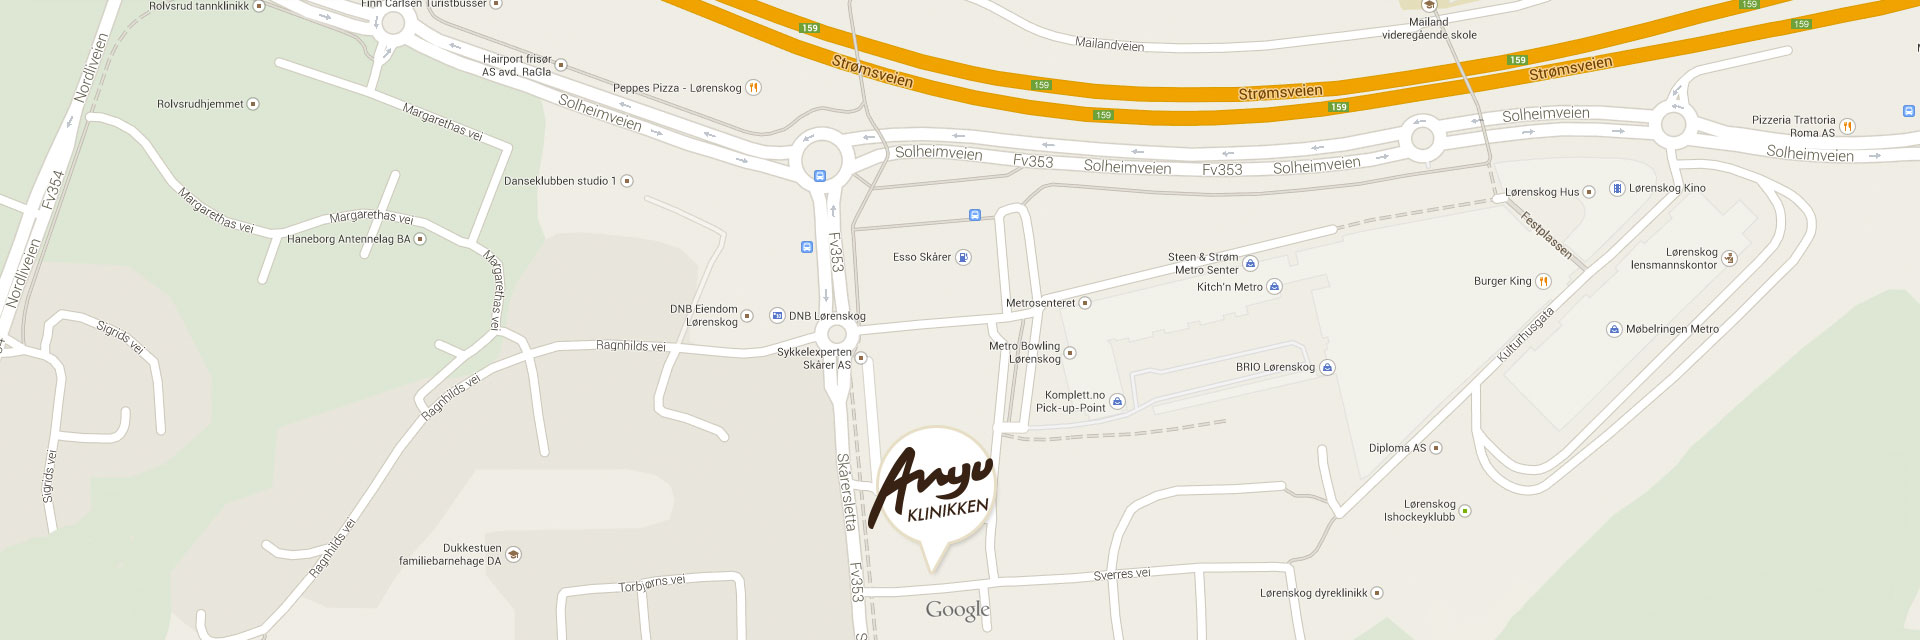 Rolvsrud tannklinikk
Finn Carlsen Turistbusser
159
159
Mailand
videregående skole
Mailandveien
Hairport frisør
AS avd. RaGla
Strømsveien
159
Strømsveien
Nordliveien
Peppes Pizza - Lørenskog
159
Strømsveien
159
159
Rolvsrudhjemmet
Margarethas vei
Solheimveien
Solheimveien
Pizzeria Trattoria
Roma AS
Solheimveien
Fv353
Solheimveien
Fv353
Solheimveien
Solheimveien
Fv354
Danseklubben studio 1
Lørenskog Hus
Lørenskog Kino
Margarethas vei
Margarethas vei
Haneborg Antennelag BA
Festplassen
Nordliveien
Margarethas vei
Fv353
Esso Skårer
Steen & Strøm
Metro Senter
Lørenskog
lensmannskontor
Kitch'n Metro
Burger King
Metrosenteret
DNB Eiendom
Lørenskog
DNB Lørenskog
Sigrids vei
Møbelringen Metro
Kulturhusgata
Ragnhilds vei
Sykkelexperten
Skårer AS
Metro Bowling
Lørenskog
BRIO Lørenskog
Ragnhilds vei
Komplett.no
Pick-up-Point
Diploma AS
Sigrids vei
Skårersletta
Anyu
KLINIKKEN
Lørenskog
Ishockeyklubb
Ragnhilds vei
Dukkestuen
familiebarnehage DA
Torbjørns vei
Fv353
Sverres vei
Lørenskog dyreklinikk
Google